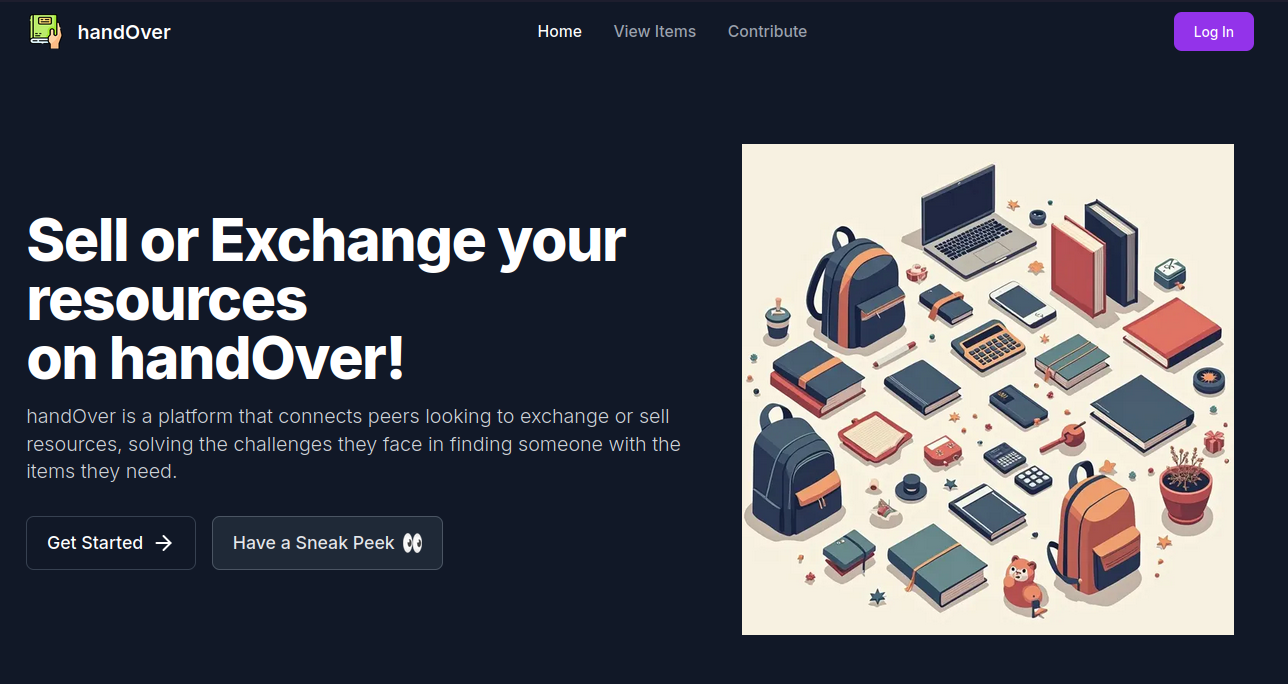 handOver
Home
View Items
Contribute
Log In
Sell or Exchange your
resources
on handOver!
handOver is a platform that connects peers looking to exchange or sell
resources, solving the challenges they face in finding someone with the
items they need.
Get Started →
Have a Sneak Peek 👀